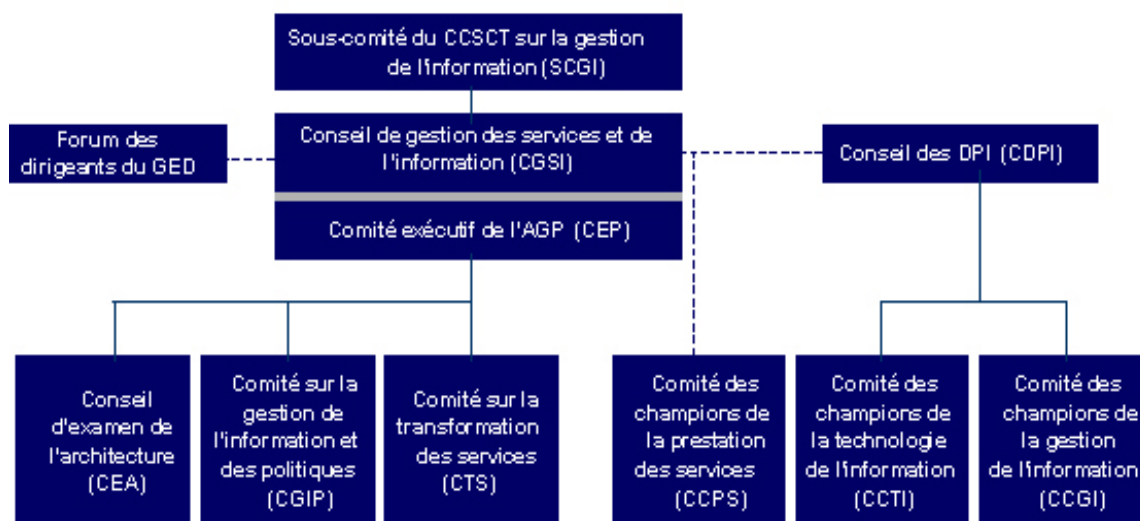 Sous-comité du CCSCT sur la gestion
de l'information (SCGI)
Forum des
dirigeants du GED
Conseil de gestion des services et de
l'information (CGSI)
Conseil des DPI (CDPI)
Comité exécutif de l'AGP (CEP)
Conseil
d'examen de
l'architecture
(CEA)
Comité sur la
gestion de
l'information et
des politiques
(CGIP)
Comité sur la
transformation
des services
(CTS)
Comité des
champions de
la prestation
des services
(CCPS)
Comité des
champions de
la technologie
de l'information
(CCTI)
Comité des
champions de
la gestion
de l'information
(CCGI)